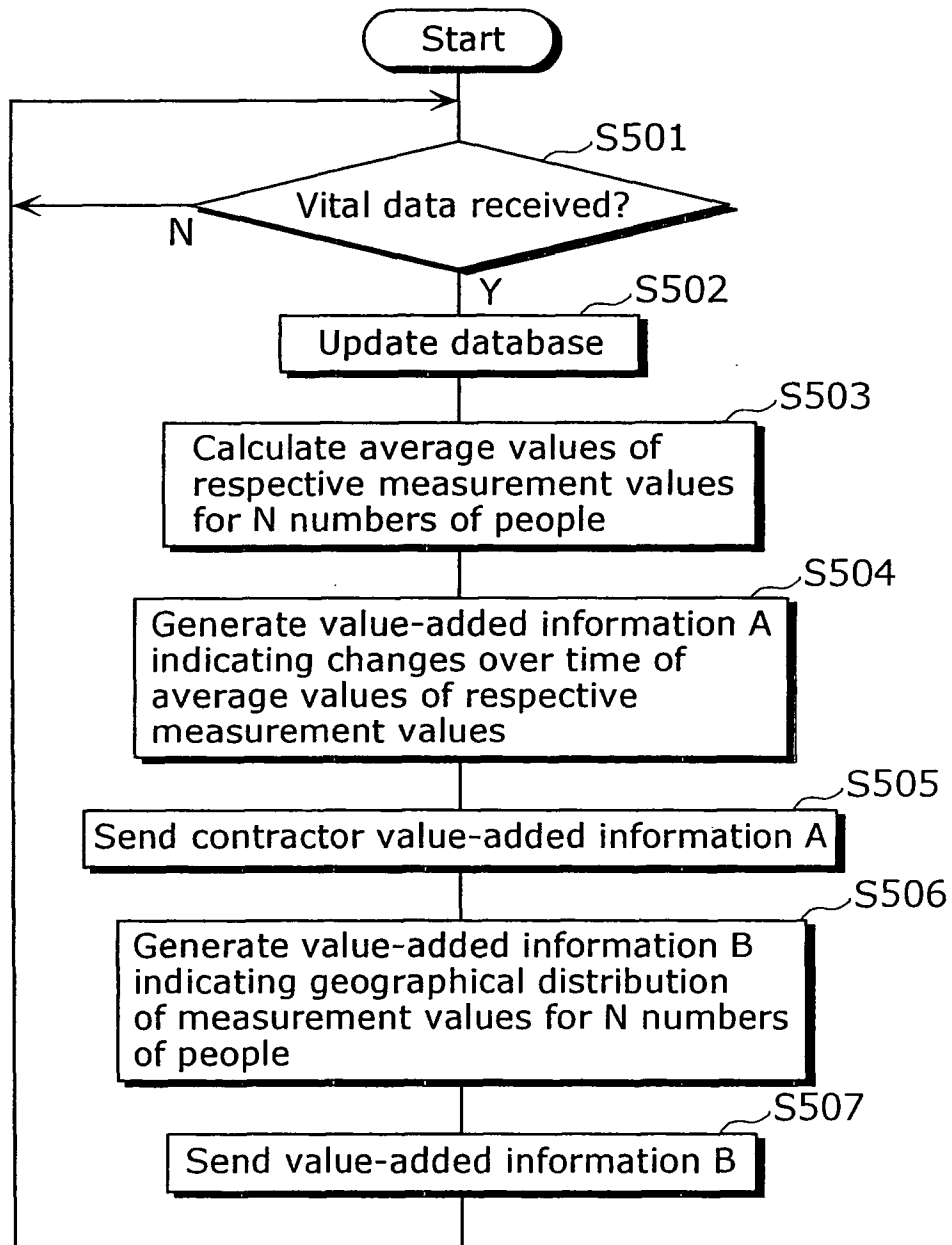 Start
S501
Vital data received?
N
Y
S502
Update database
S503
Calculate average values of
respective measurement values
for N numbers of people
S504
Generate value-added information A
indicating changes over time of
average values of respective
measurement values
S505
Send contractor value-added information A
S506
Generate value-added information B
indicating geographical distribution
of measurement values for N numbers
of people
S507
Send value-added information B